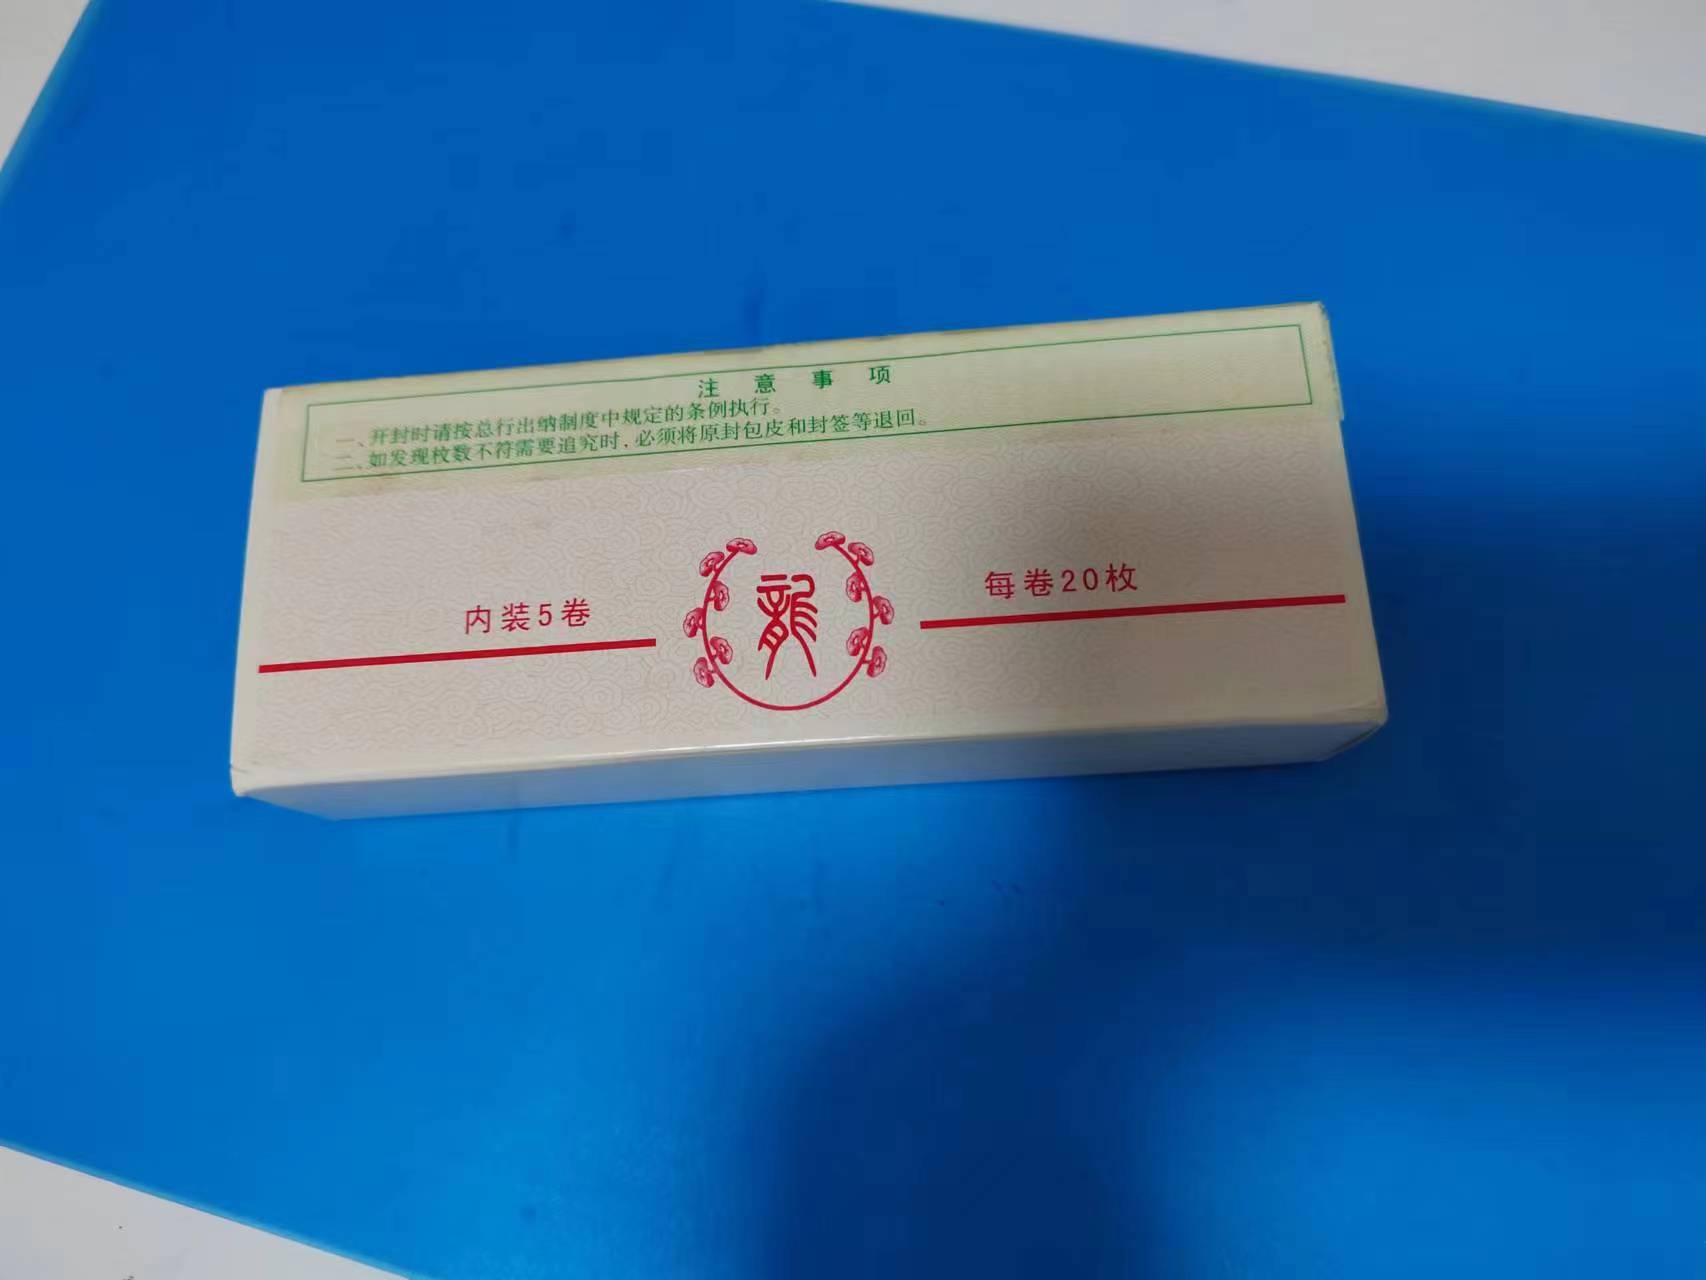 注意事项
一、开封时请按总行出纳制度中规定的条例执行。
二、如发现枚数不符需要追究时,必须将原封包皮和封签等退回。
内装5卷
龍
每卷20枚